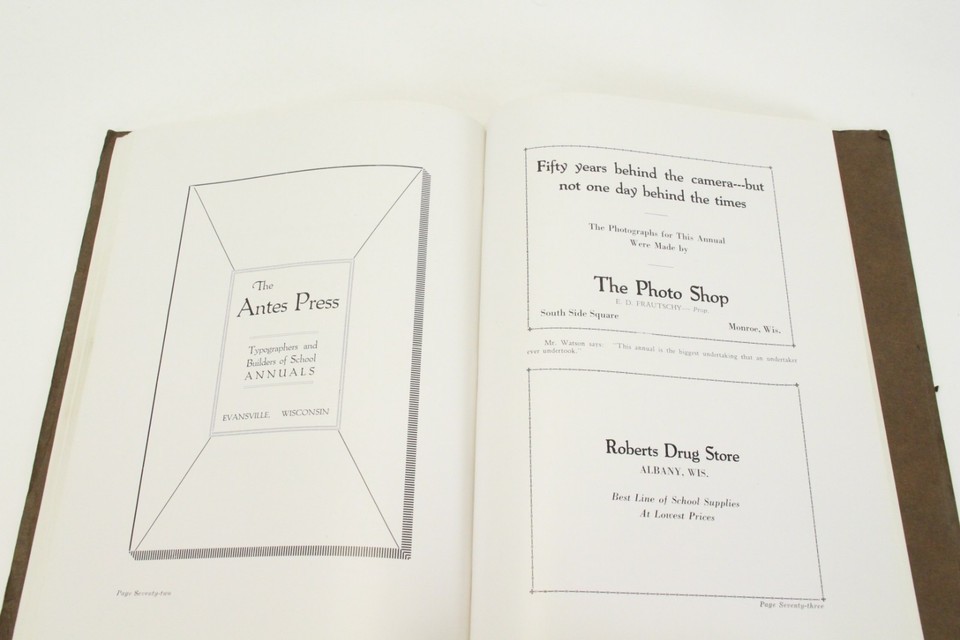 The
Antes Press
Typographers and
Builders of School
ANNUALS
EVANSVILLE, WISCONSIN
Page Seventy-two
Fifty years behind the camera---but
not one day behind the times
The Photographs for This Annual
Were Made by
The Photo Shop
E. D. FRAUTSCHY— Prop.
South Side Square
Monroe, Wis.
Mr. Watson says: "This annual is the biggest undertaking that an undertaker
ever undertook."
Roberts Drug Store
ALBANY, WIS.
Best Line of School Supplies
At Lowest Prices
Page Seventy-three